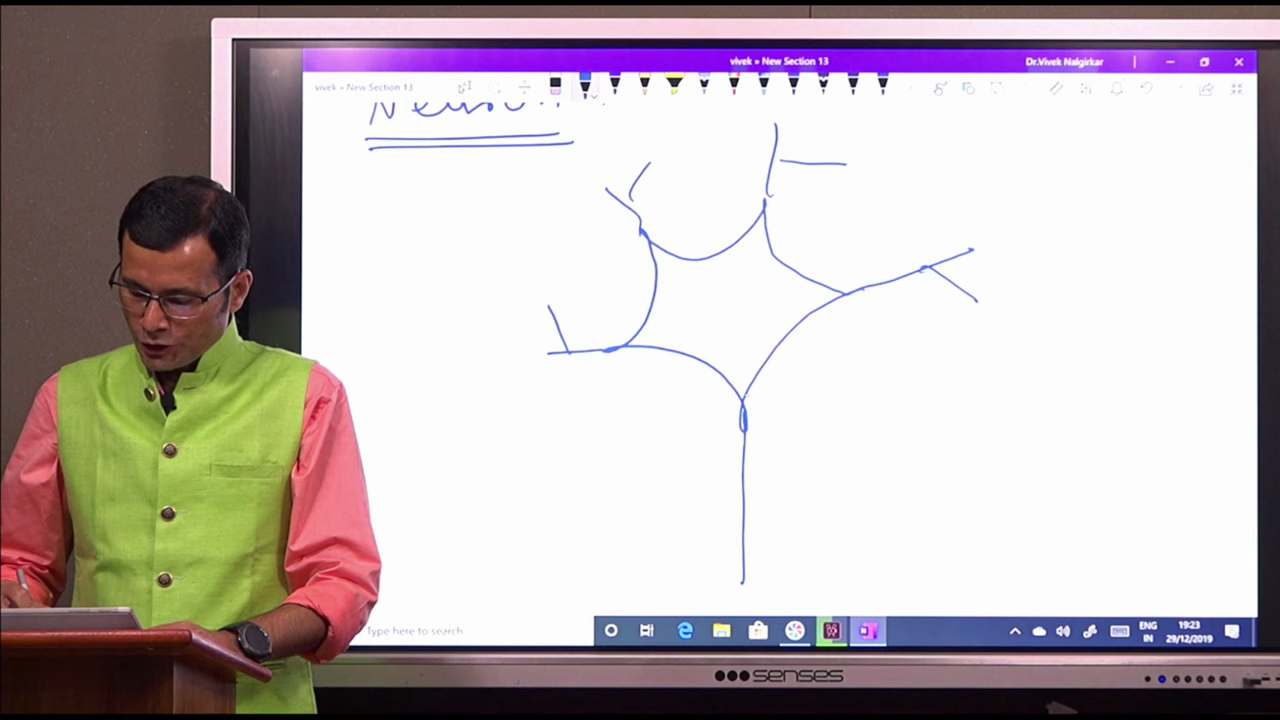 vivek » New Section 13
Dr.Vivek Nalgirkar
vivek » New Section 13
Type here to search
ENG
IN
19:23
29/12/2019
senses